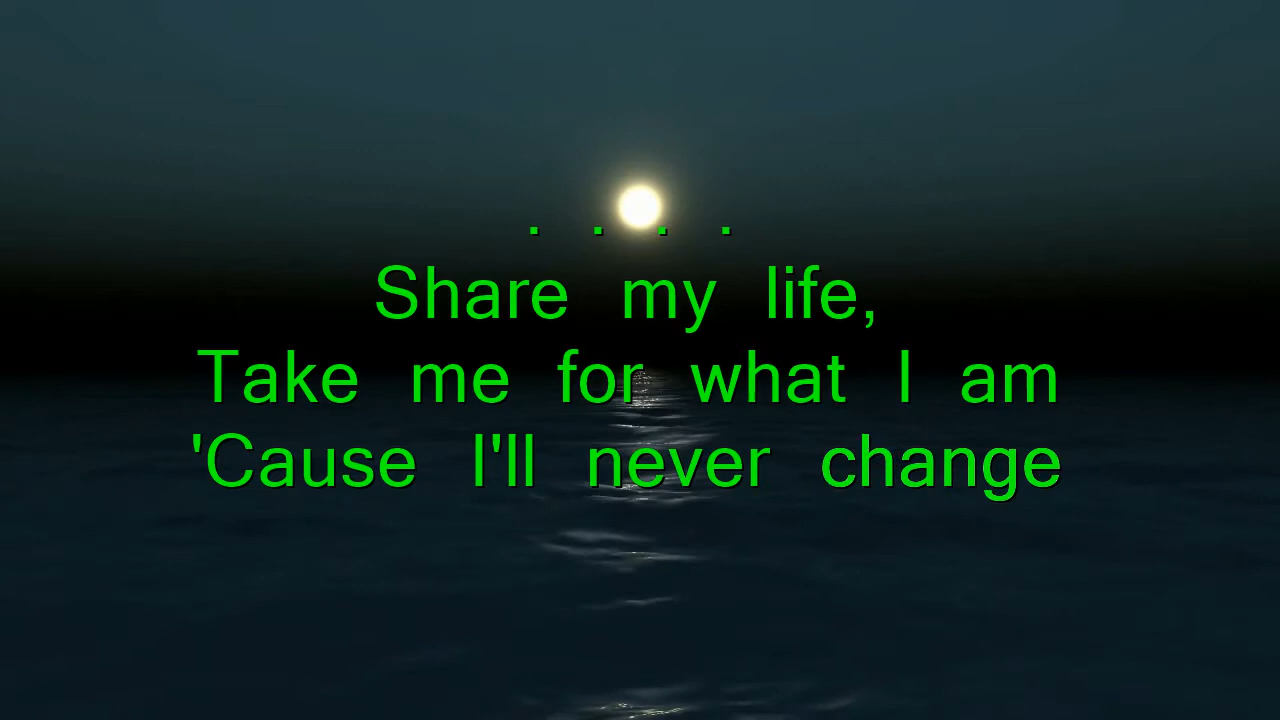 . . . .
Share my life,
Take me for what I am
'Cause I'll never change